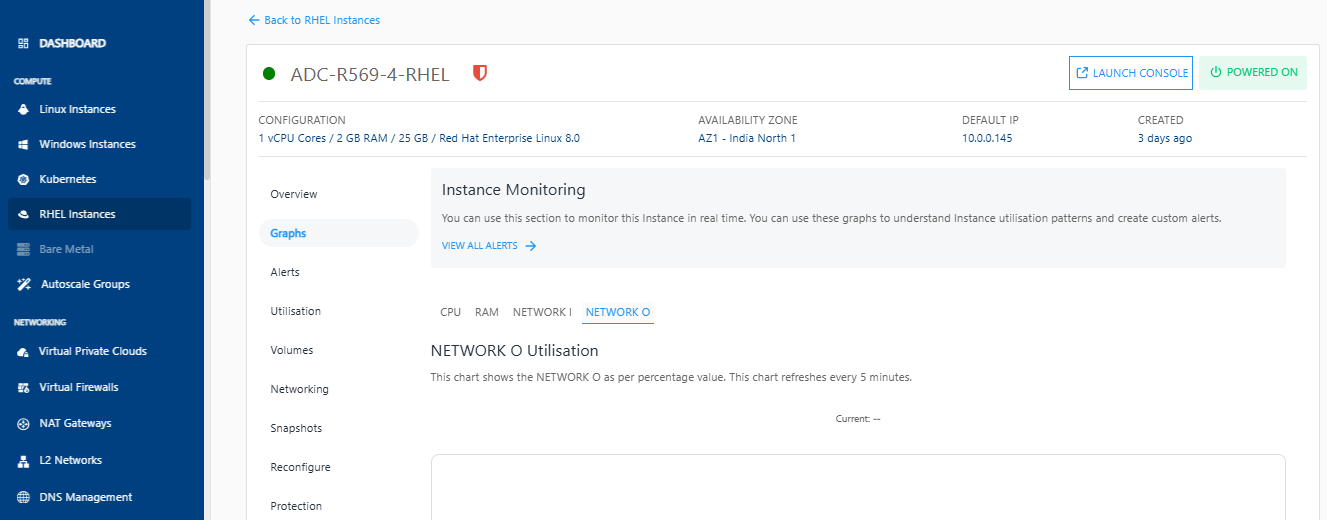 Back to RHEL Instances
DASHBOARD
COMPUTE
Linux Instances
Windows Instances
Kubernetes
RHEL Instances
Bare Metal
Autoscale Groups
NETWORKING
Virtual Private Clouds
Virtual Firewalls
NAT Gateways
L2 Networks
DNS Management
ADC-R569-4-RHEL
LAUNCH CONSOLE
POWERED ON
CONFIGURATION
1 vCPU Cores / 2 GB RAM / 25 GB / Red Hat Enterprise Linux 8.0
AVAILABILITY ZONE
AZ1 - India North 1
DEFAULT IP
10.0.0.145
CREATED
3 days ago
Overview
Graphs
Alerts
Utilisation
Volumes
Networking
Snapshots
Reconfigure
Protection
Instance Monitoring
You can use this section to monitor this Instance in real time. You can use these graphs to understand Instance utilisation patterns and create custom alerts.
VIEW ALL ALERTS
CPU RAM NETWORK I NETWORK O
NETWORK O Utilisation
This chart shows the NETWORK O as per percentage value. This chart refreshes every 5 minutes.
Current: --